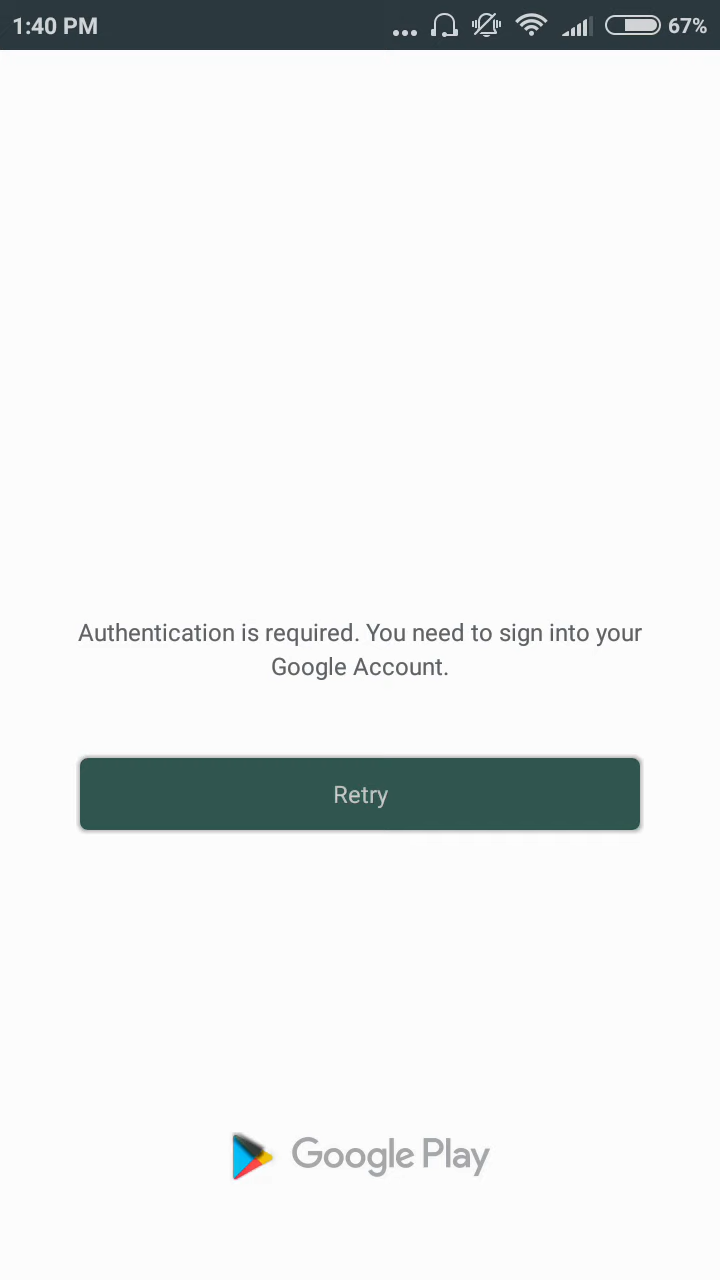 1:40 PM 67%
Authentication is required. You need to sign into your
Google Account.
Retry
Google Play